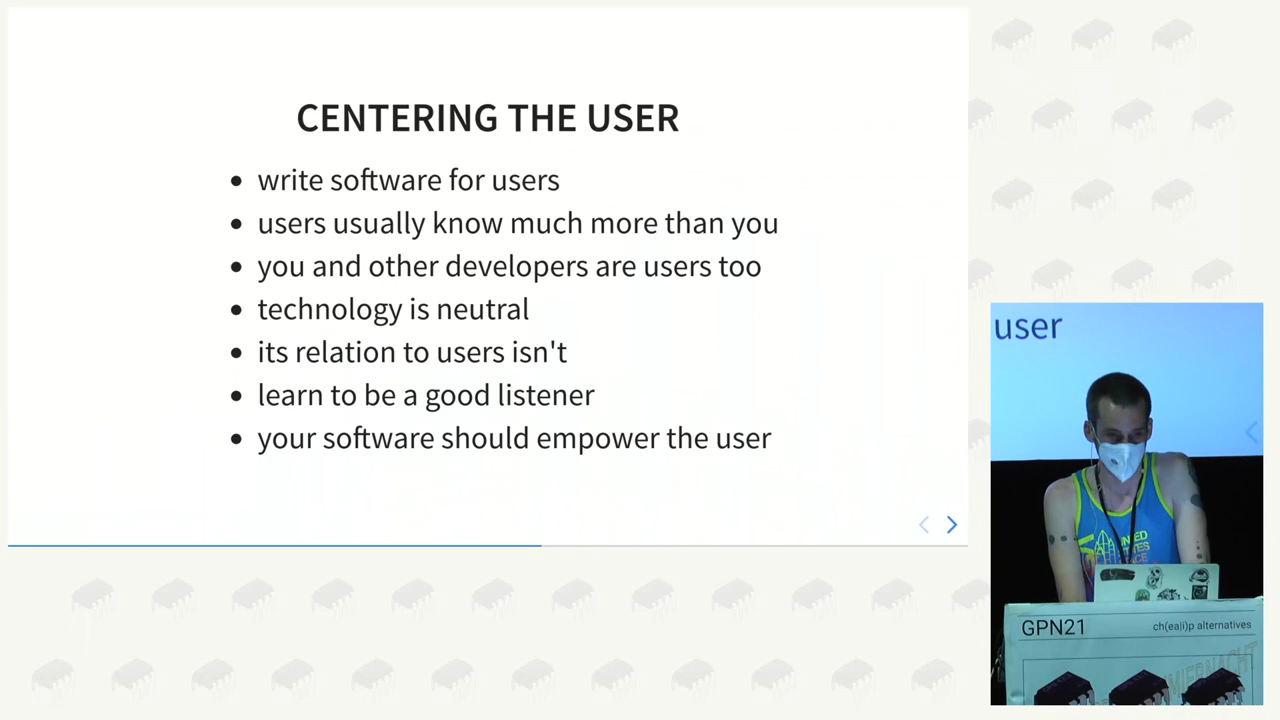 CENTERING THE USER
write software for users
users usually know much more than you
you and other developers are users too
technology is neutral
its relation to users isn't
learn to be a good listener
your software should empower the user
user
GPN21
ch(ea|i)p alternatives